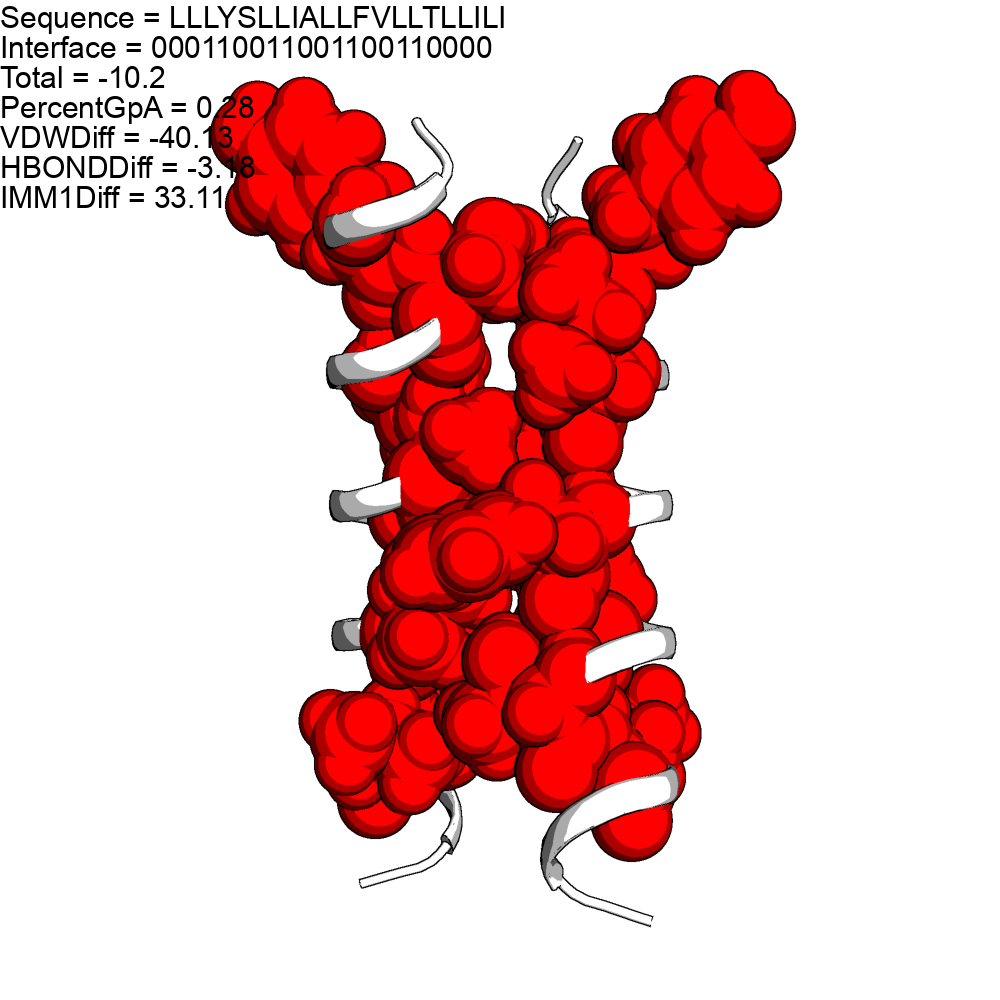 Sequence = LLLYSLLIALLFVLLTLLILI
Interface = 000110011001100110000
Total = -10.2
PercentGpA = 0.28
VDWDiff = -40.13
HBONDDiff = -3.18
IMM1Diff = 33.11